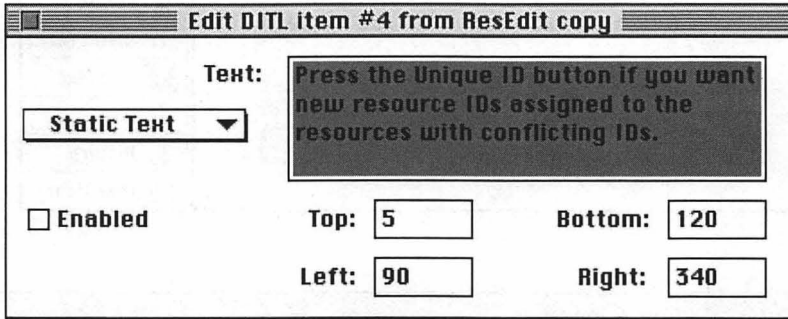 Edit DITL item #4 from ResEdit copy
Text: Press the Unique ID button if you want
new resource IDs assigned to the
resources with conflicting IDs.
Static Text
Enabled
Top: 5 Bottom: 120
Left: 90 Right: 340